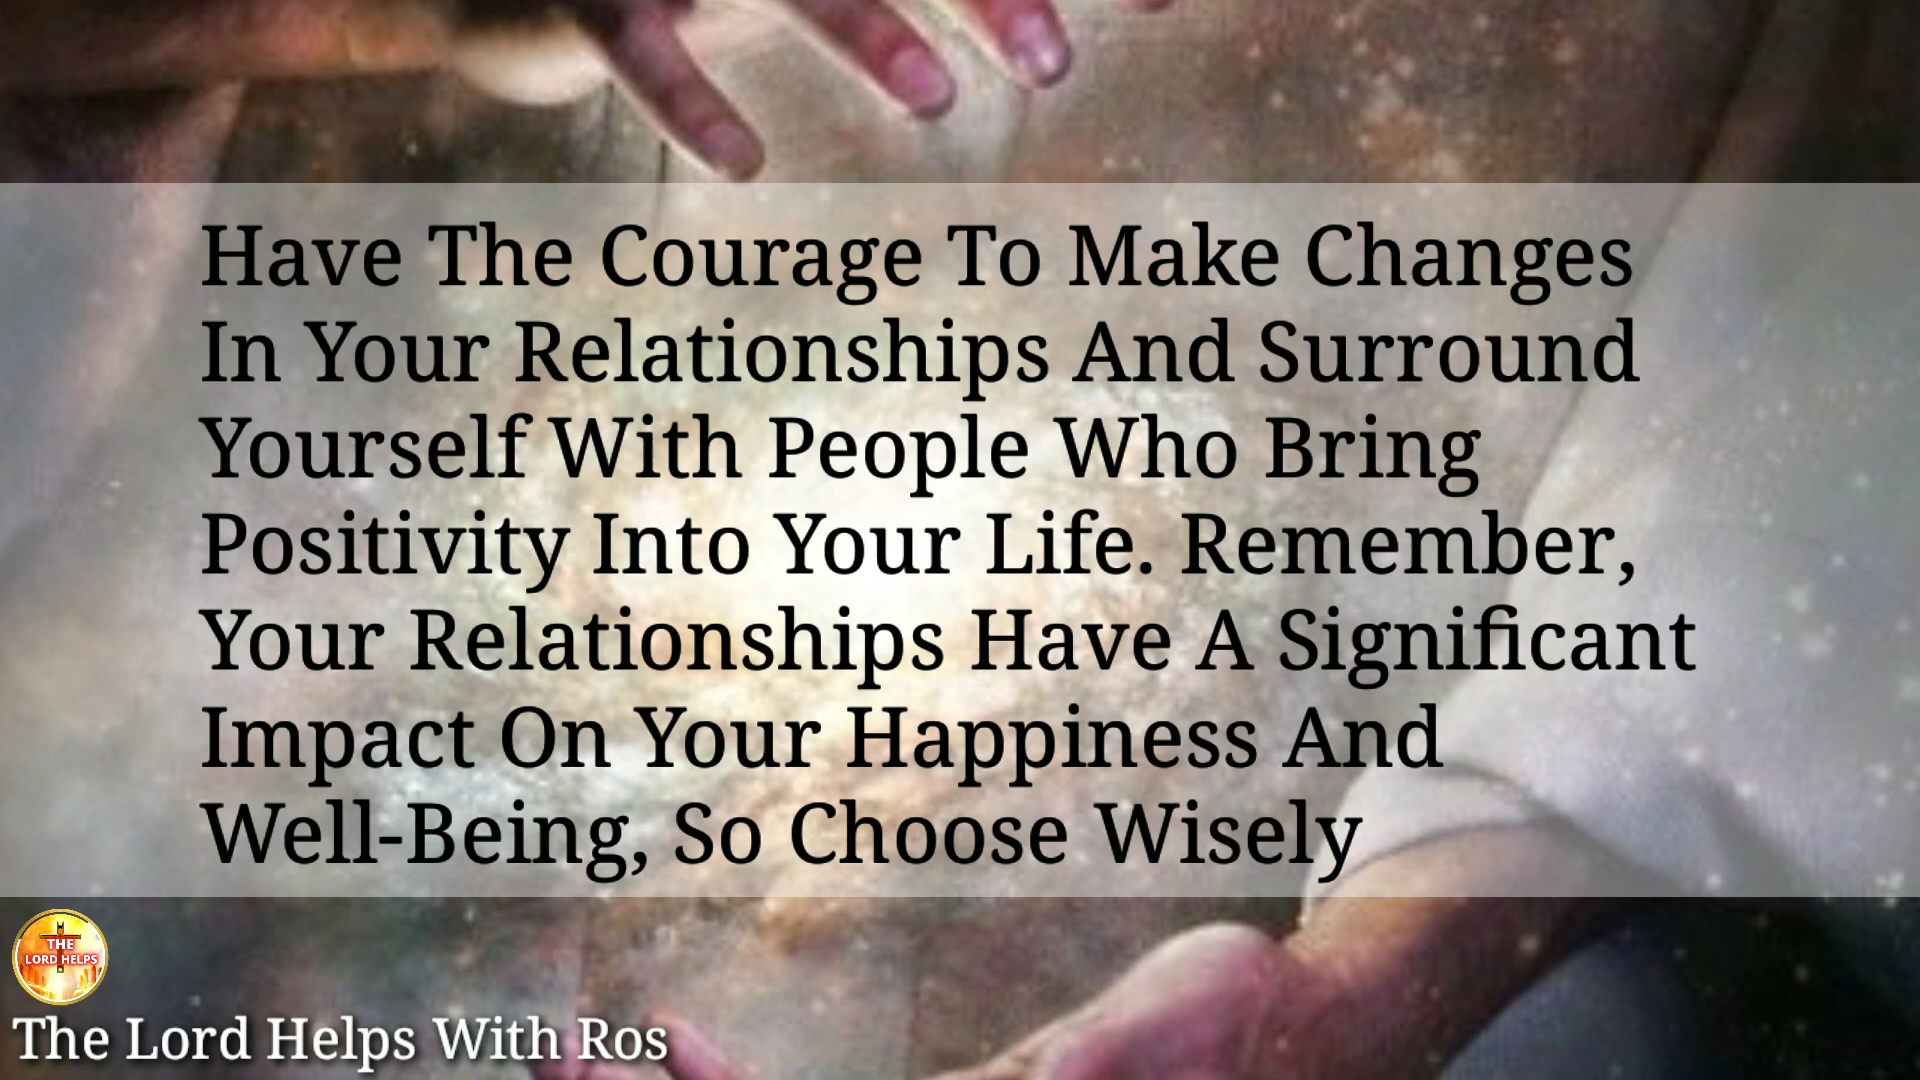 Have The Courage To Make Changes
In Your Relationships And Surround
Yourself With People Who Bring
Positivity Into Your Life. Remember,
Your Relationships Have A Significant
Impact On Your Happiness And
Well-Being, So Choose Wisely
THE
LORD HELPS
The Lord Helps With Ros